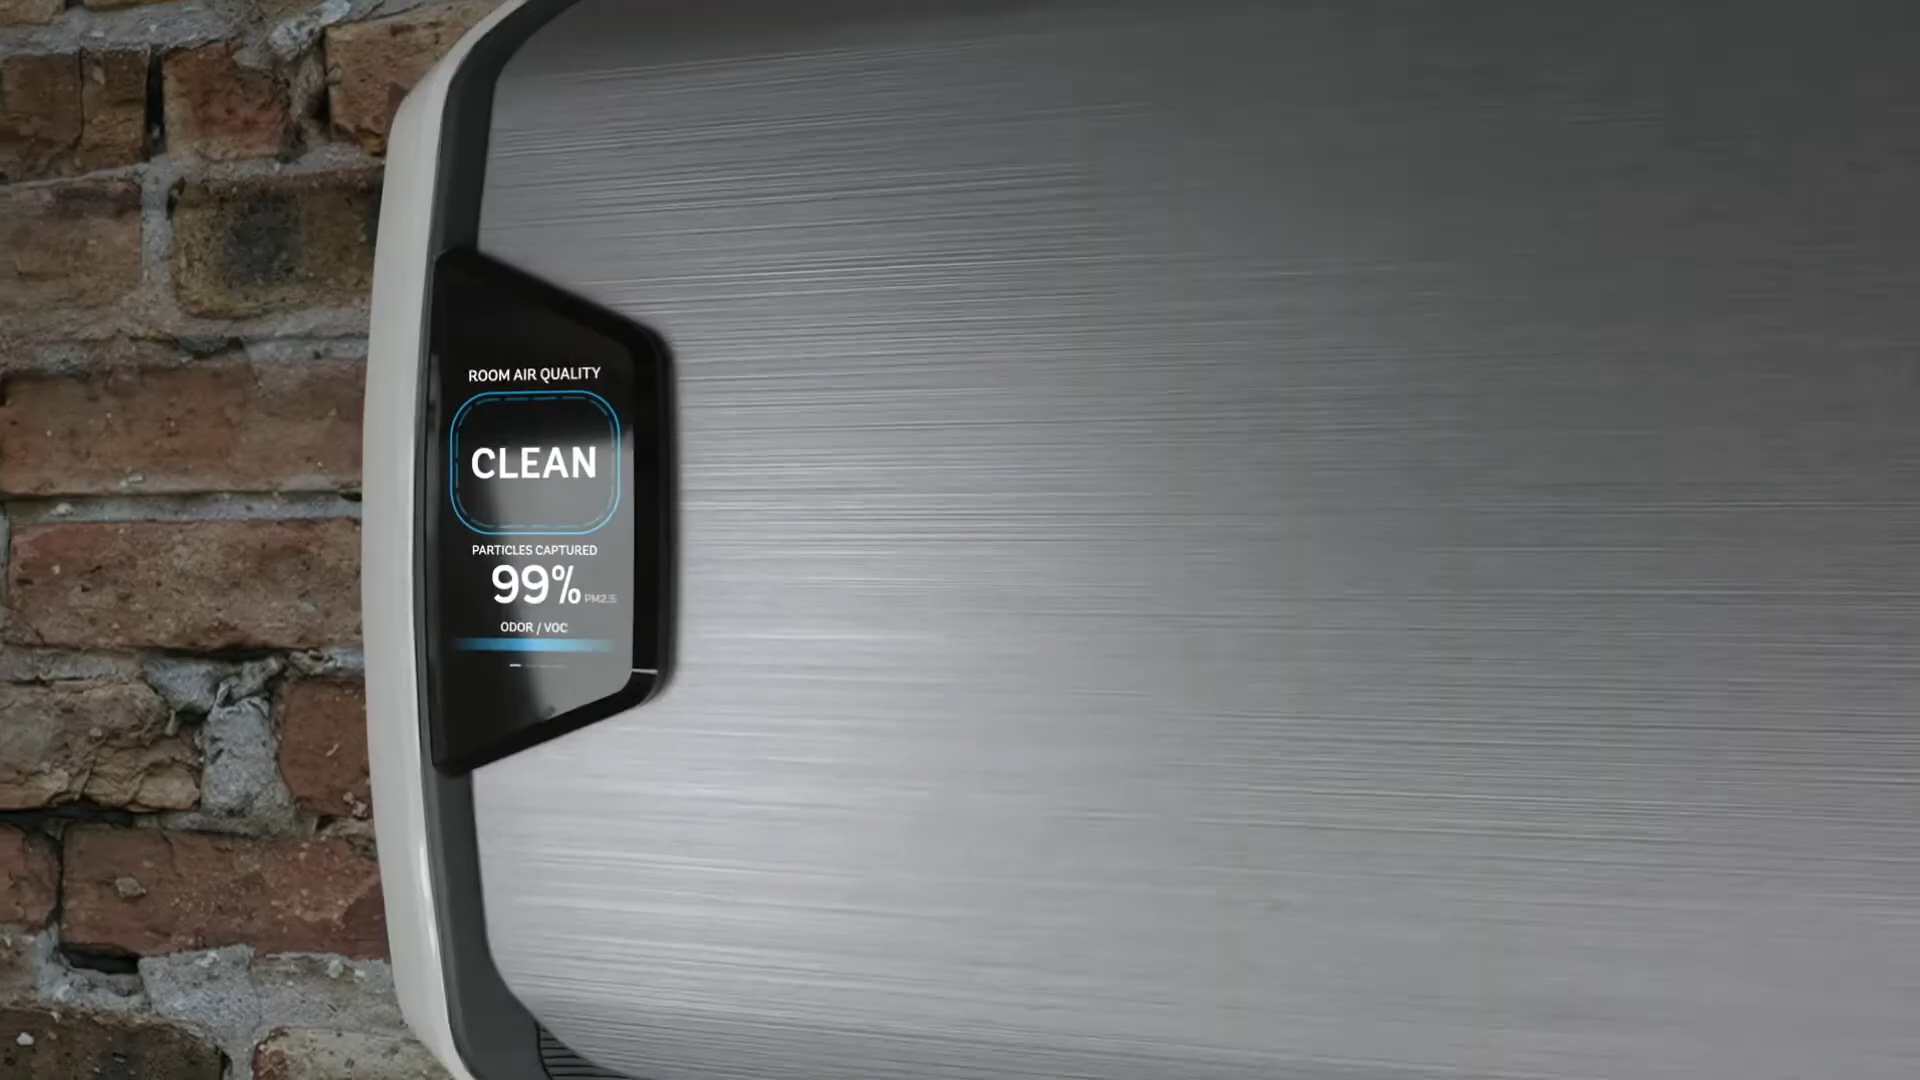 ROOM AIR QUALITY
CLEAN
PARTICLES CAPTURED
99% PM2.5
ODOR / VOC